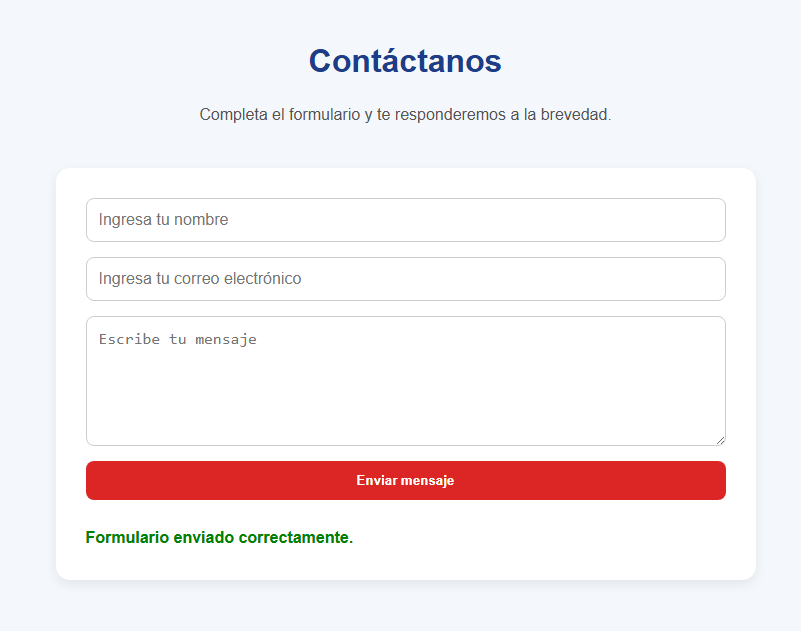 Contáctanos
Completa el formulario y te responderemos a la brevedad.
Ingresa tu nombre
Ingresa tu correo electrónico
Escribe tu mensaje
Enviar mensaje
Formulario enviado correctamente.